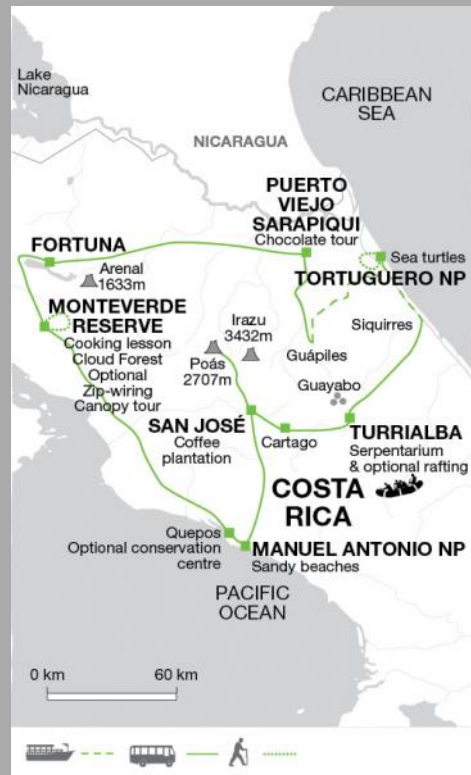 Lake
Nicaragua
CARIBBEAN
SEA
NICARAGUA
PUERTO
VIEJO
SARAPIQUI
Chocolate tour
FORTUNA
Sea turtles
TORTUGUERO NP
Arenal
1633m
MONTEVERDE
RESERVE
Cooking lesson
Cloud Forest
Optional
Zip-wiring
Canopy tour
Irazu
3432m
Poás
2707m
Siquirres
Guápiles
Guayabo
SAN JOSÉ
Coffee
plantation
Cartago
TURRIALBA
Serpentarium
& optional rafting
COSTA
RICA
Quepos
Optional conservation
centre
MANUEL ANTONIO NP
Sandy beaches
PACIFIC
OCEAN
0 km
60 km